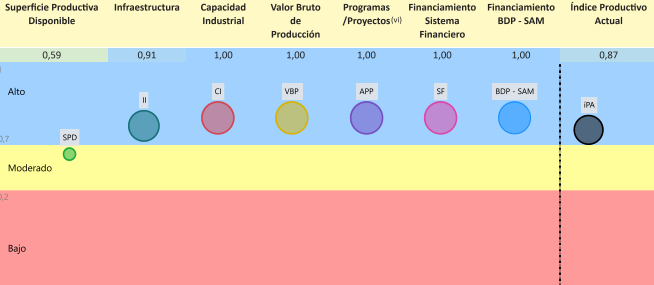 Superficie Productiva Disponible
Infraestructura
Capacidad Industrial
Valor Bruto de Producción
Programas /Proyectos(vi)
Financiamiento Sistema Financiero
Financiamiento BDP - SAM
Índice Productivo Actual
0,59 0,91 1,00 1,00 1,00 1,00 1,00 0,87
Alto
II
CI
VBP
APP
SF
BDP - SAM
iPA
SPD
0,7
Moderado
0,2
Bajo